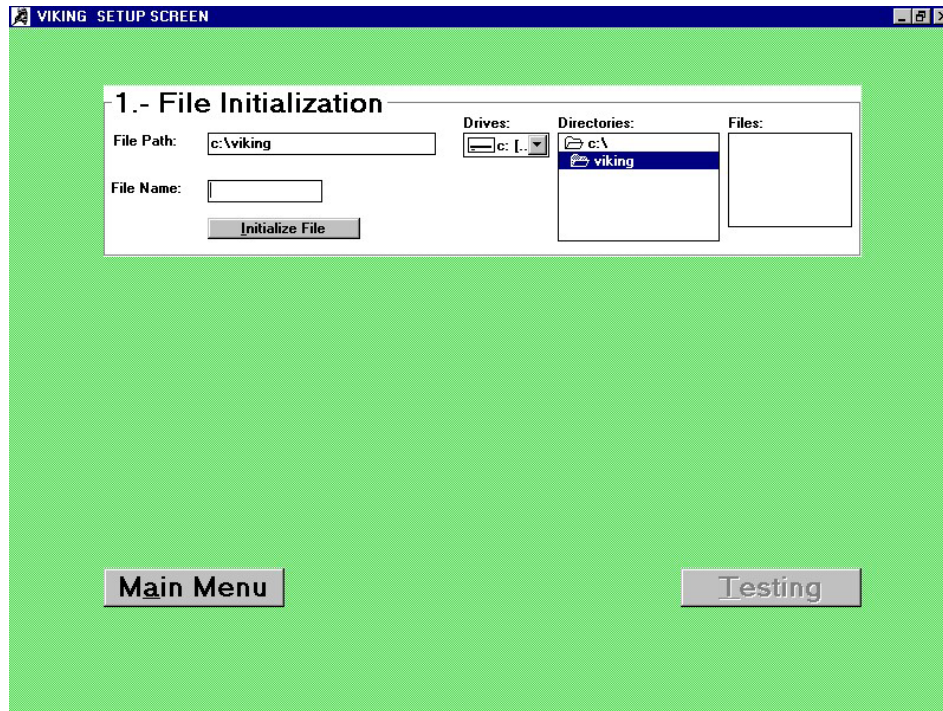 VIKING SETUP SCREEN
1.- File Initialization
File Path:
c:\viking
Drives:
c: [..
Directories:
c:\
viking
Files:
File Name:
Initialize File
Main Menu
Testing